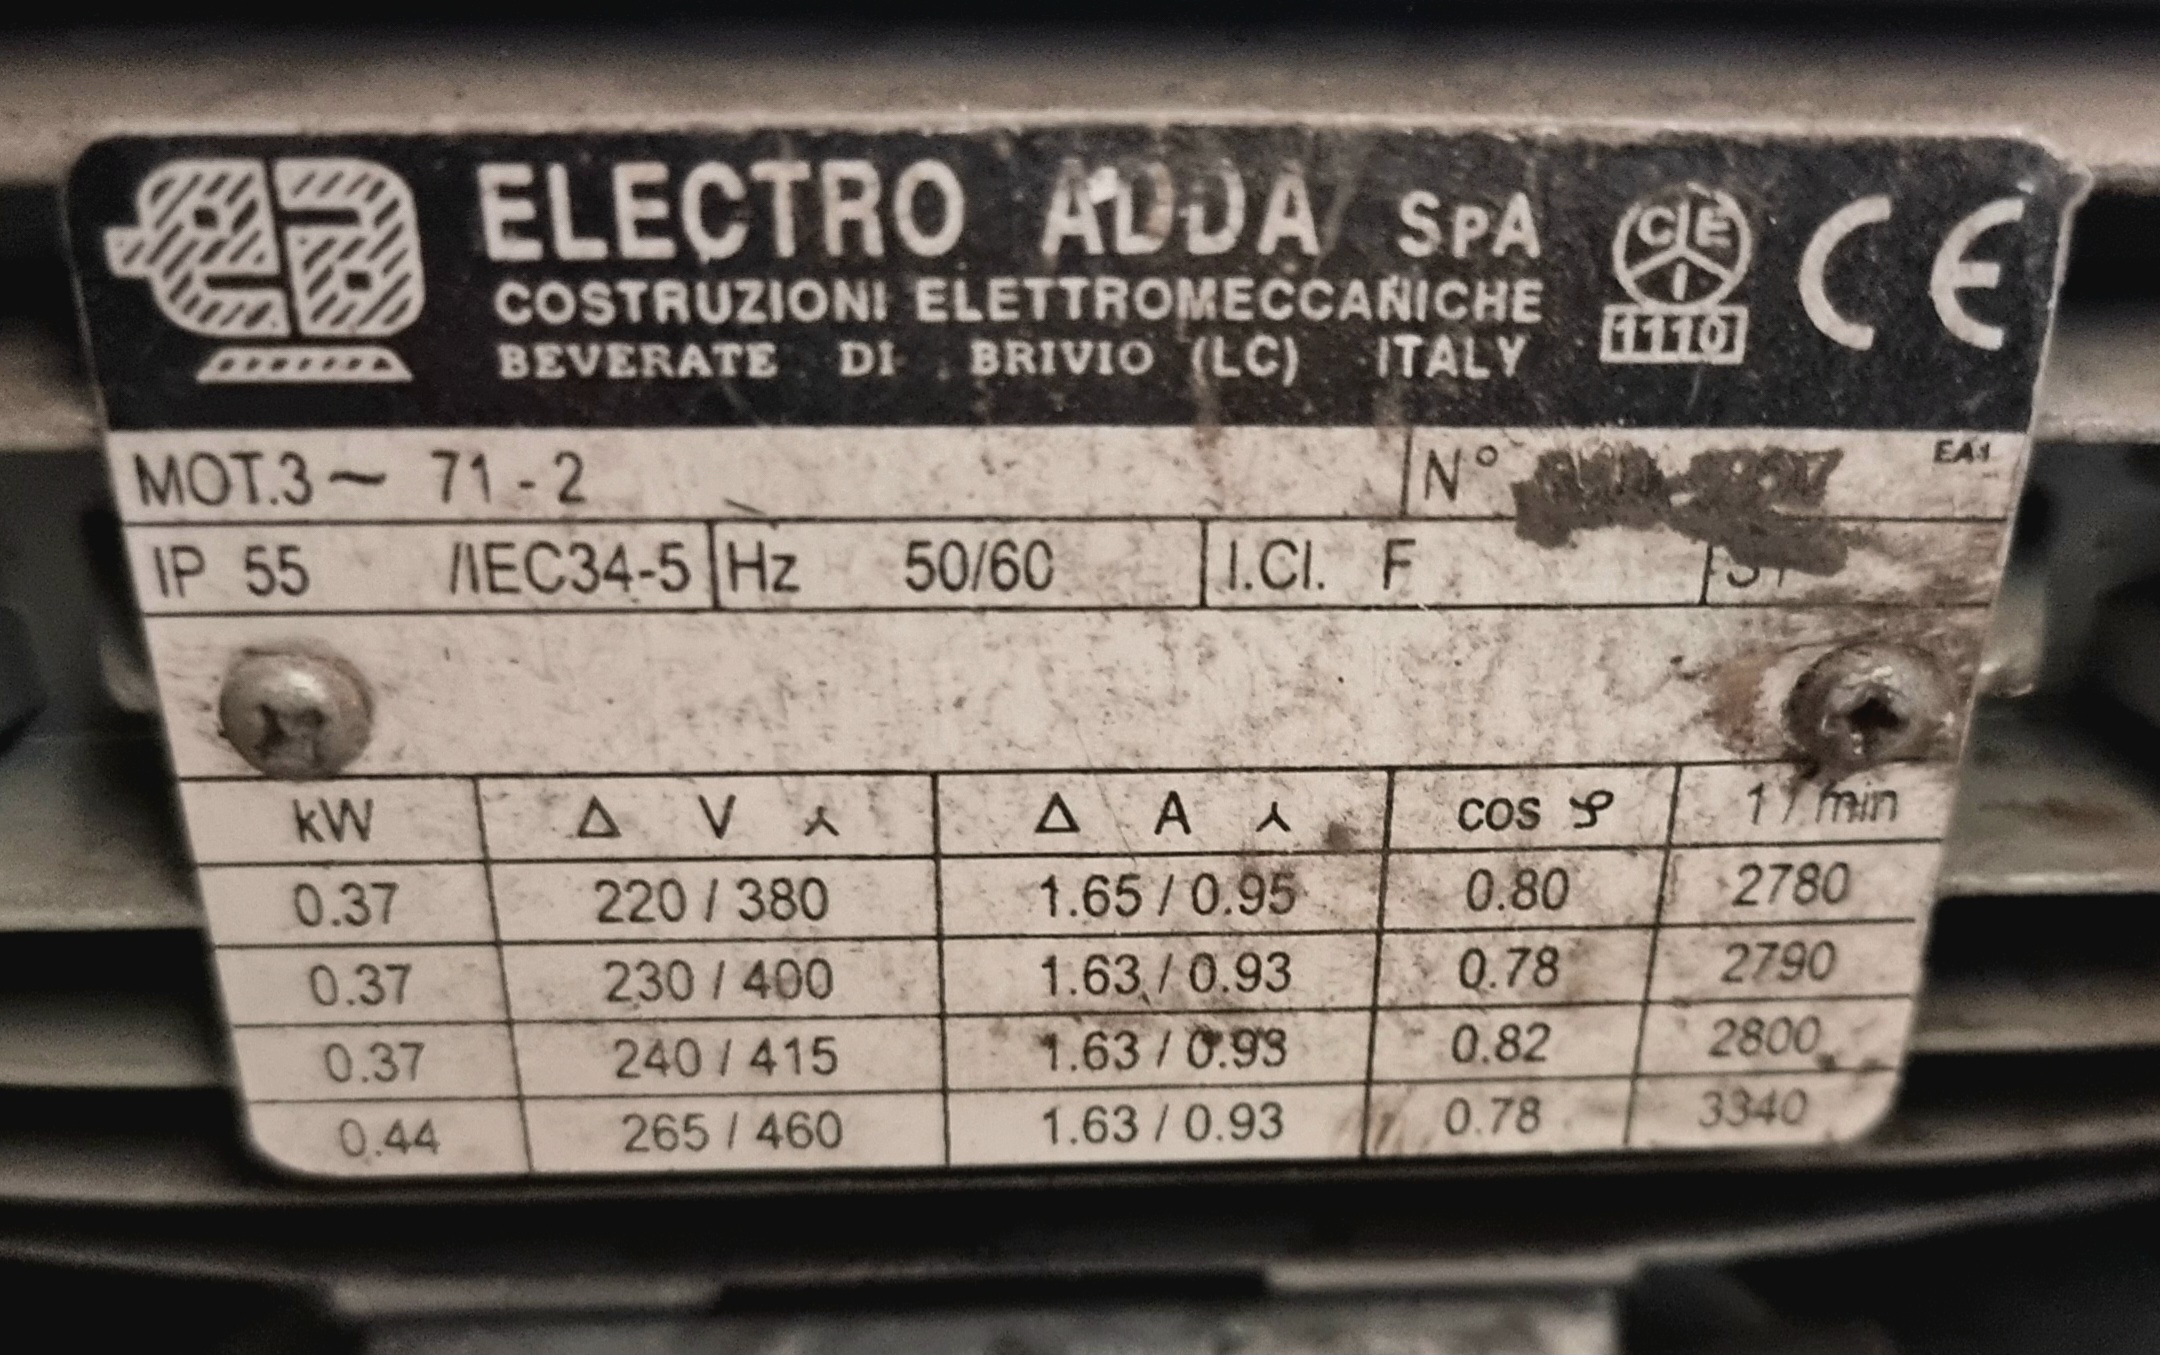 ea
ELECTRO ADDA SPA
COSTRUZIONI ELETTROMECCANICHE
BEVERATE DI BRIVIO (LC) ITALY
CEI
1110
CE
EA1
MOT.3~ 71-2 N°
IP 55 /IEC34-5 Hz 50/60 I.Cl. F
kW Δ V ⅄ Δ A ⅄ cos φ 1 / min
0.37 220 / 380 1.65 / 0.95 0.80 2780
0.37 230 / 400 1.63 / 0.93 0.78 2790
0.37 240 / 415 1.63 / 0.93 0.82 2800
0.44 265 / 460 1.63 / 0.93 0.78 3340